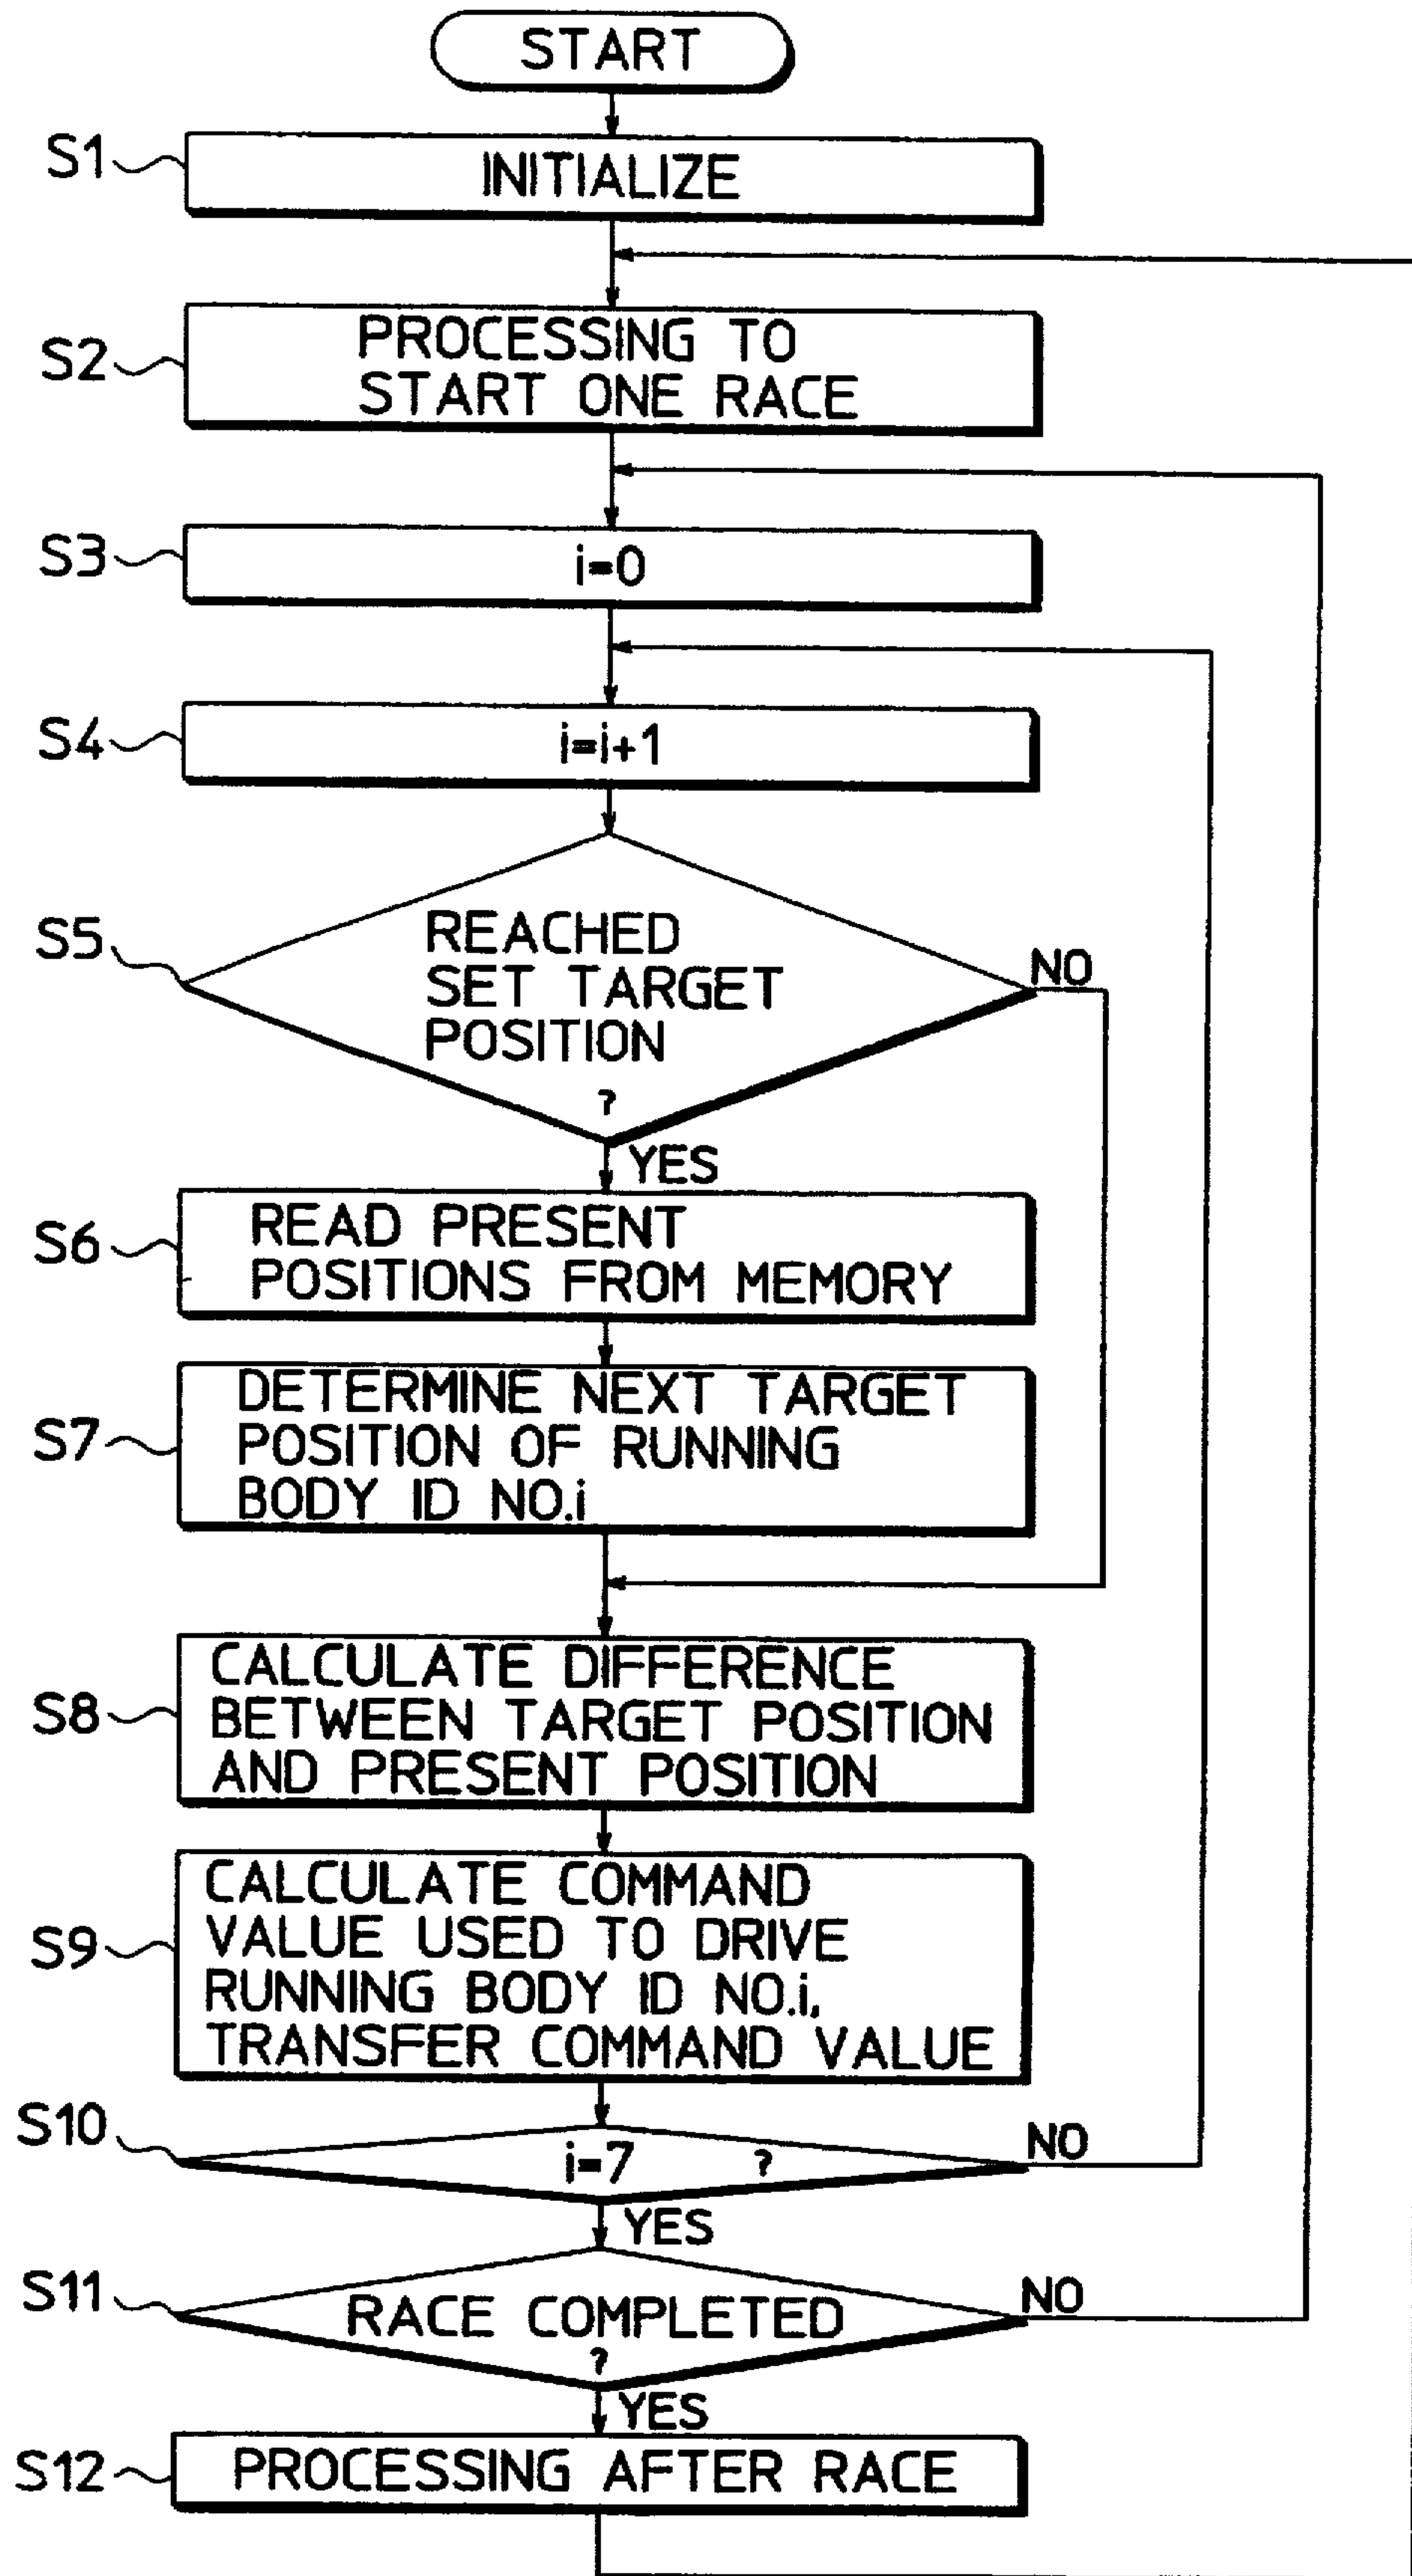 START
S1
INITIALIZE
S2
PROCESSING TO
START ONE RACE
S3
i=0
S4
i=i+1
S5
REACHED
SET TARGET
POSITION
?
NO
YES
S6
READ PRESENT
POSITIONS FROM MEMORY
S7
DETERMINE NEXT TARGET
POSITION OF RUNNING
BODY ID NO.i
S8
CALCULATE DIFFERENCE
BETWEEN TARGET POSITION
AND PRESENT POSITION
S9
CALCULATE COMMAND
VALUE USED TO DRIVE
RUNNING BODY ID NO.i,
TRANSFER COMMAND VALUE
S10
i=7 ?
NO
YES
S11
RACE COMPLETED
?
NO
YES
S12
PROCESSING AFTER RACE